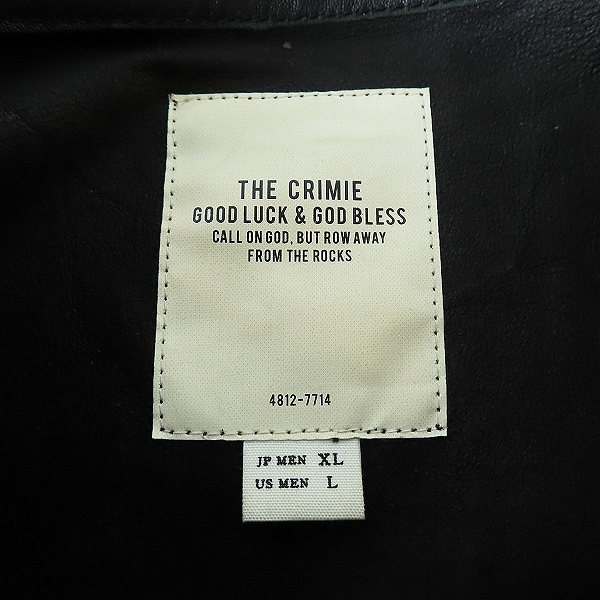 THE CRIMIE
GOOD LUCK & GOD BLESS
CALL ON GOD, BUT ROW AWAY
FROM THE ROCKS
4812-7714
JP MEN XL
US MEN L